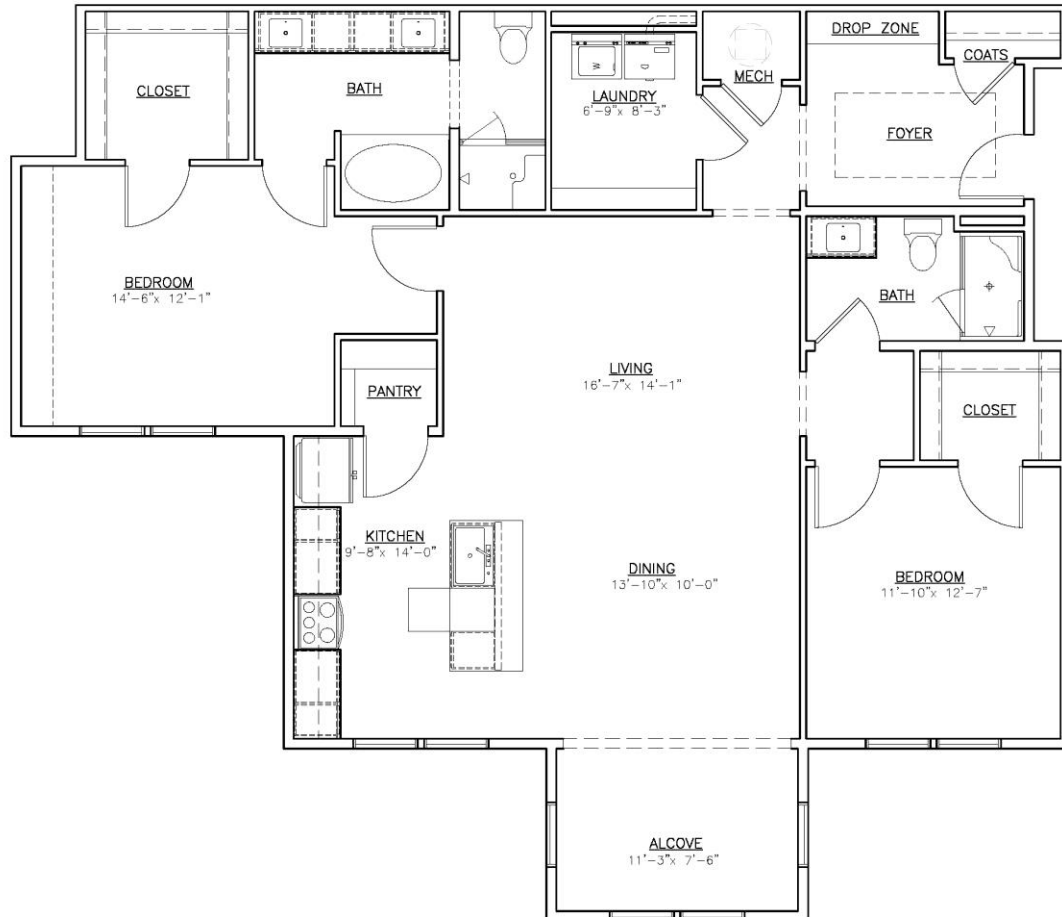 DROP ZONE
COATS
CLOSET
BATH
MECH
LAUNDRY
6'-9"x 8'-3"
W
FOYER
BEDROOM
14'-6"x 12'-1"
BATH
LIVING
16'-7"x 14'-1"
PANTRY
CLOSET
KITCHEN
9'-8"x 14'-0"
DINING
13'-10"x 10'-0"
BEDROOM
11'-10"x 12'-7"
ALCOVE
11'-3"x 7'-6"